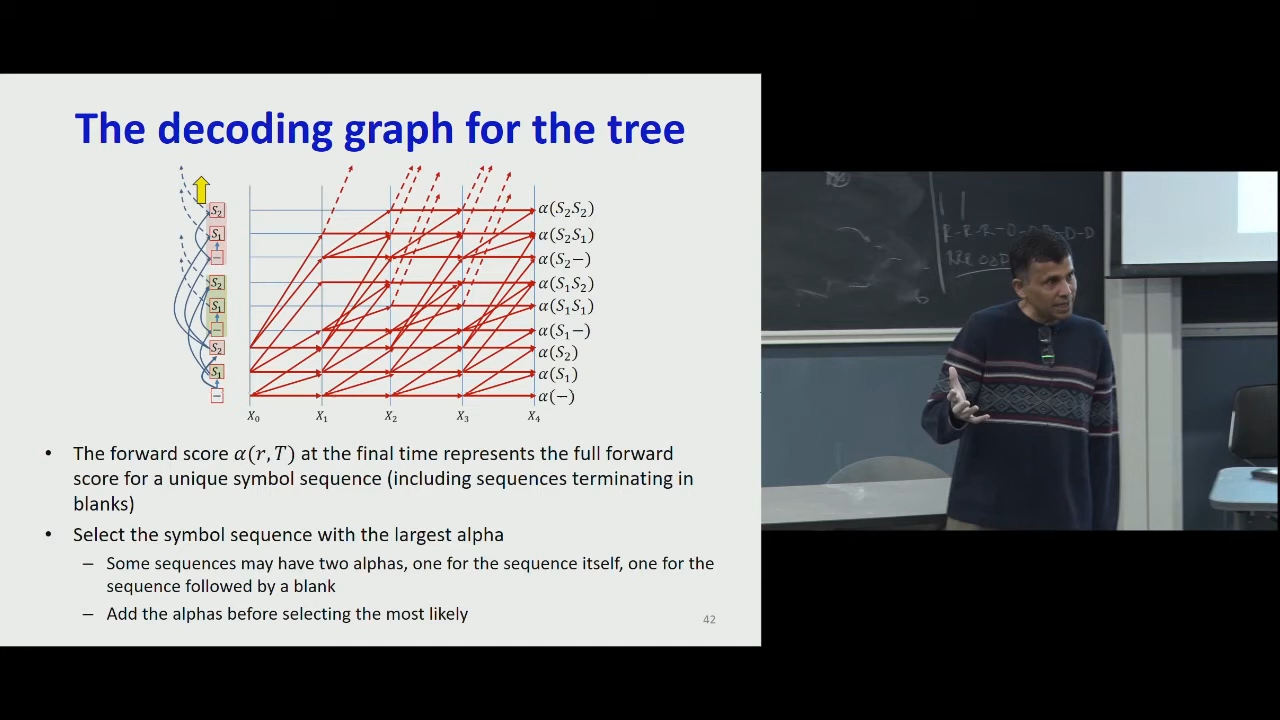 The decoding graph for the tree
S₂
S₁
–
S₂
S₁
–
S₂
S₁
–
α(S₂S₂)
α(S₂S₁)
α(S₂−)
α(S₁S₂)
α(S₁S₁)
α(S₁−)
α(S₂)
α(S₁)
α(−)
X₀ X₁ X₂ X₃ X₄
• The forward score α(r, T) at the final time represents the full forward
score for a unique symbol sequence (including sequences terminating in
blanks)
• Select the symbol sequence with the largest alpha
– Some sequences may have two alphas, one for the sequence itself, one for the
sequence followed by a blank
– Add the alphas before selecting the most likely
42
R-R-R-O-D-D-D-D